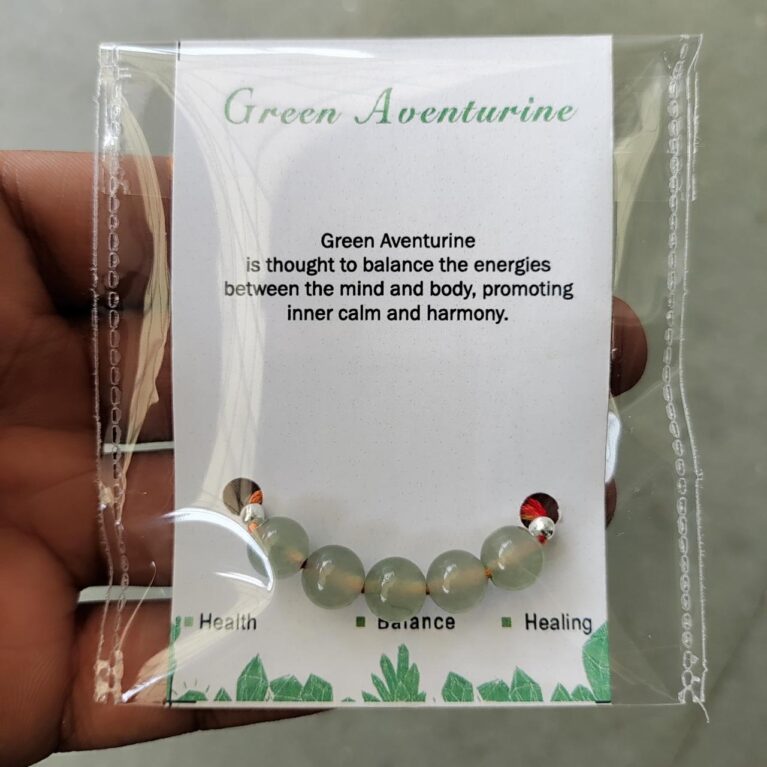 Green Aventurine
Green Aventurine
is thought to balance the energies
between the mind and body, promoting
inner calm and harmony.
Health Balance Healing